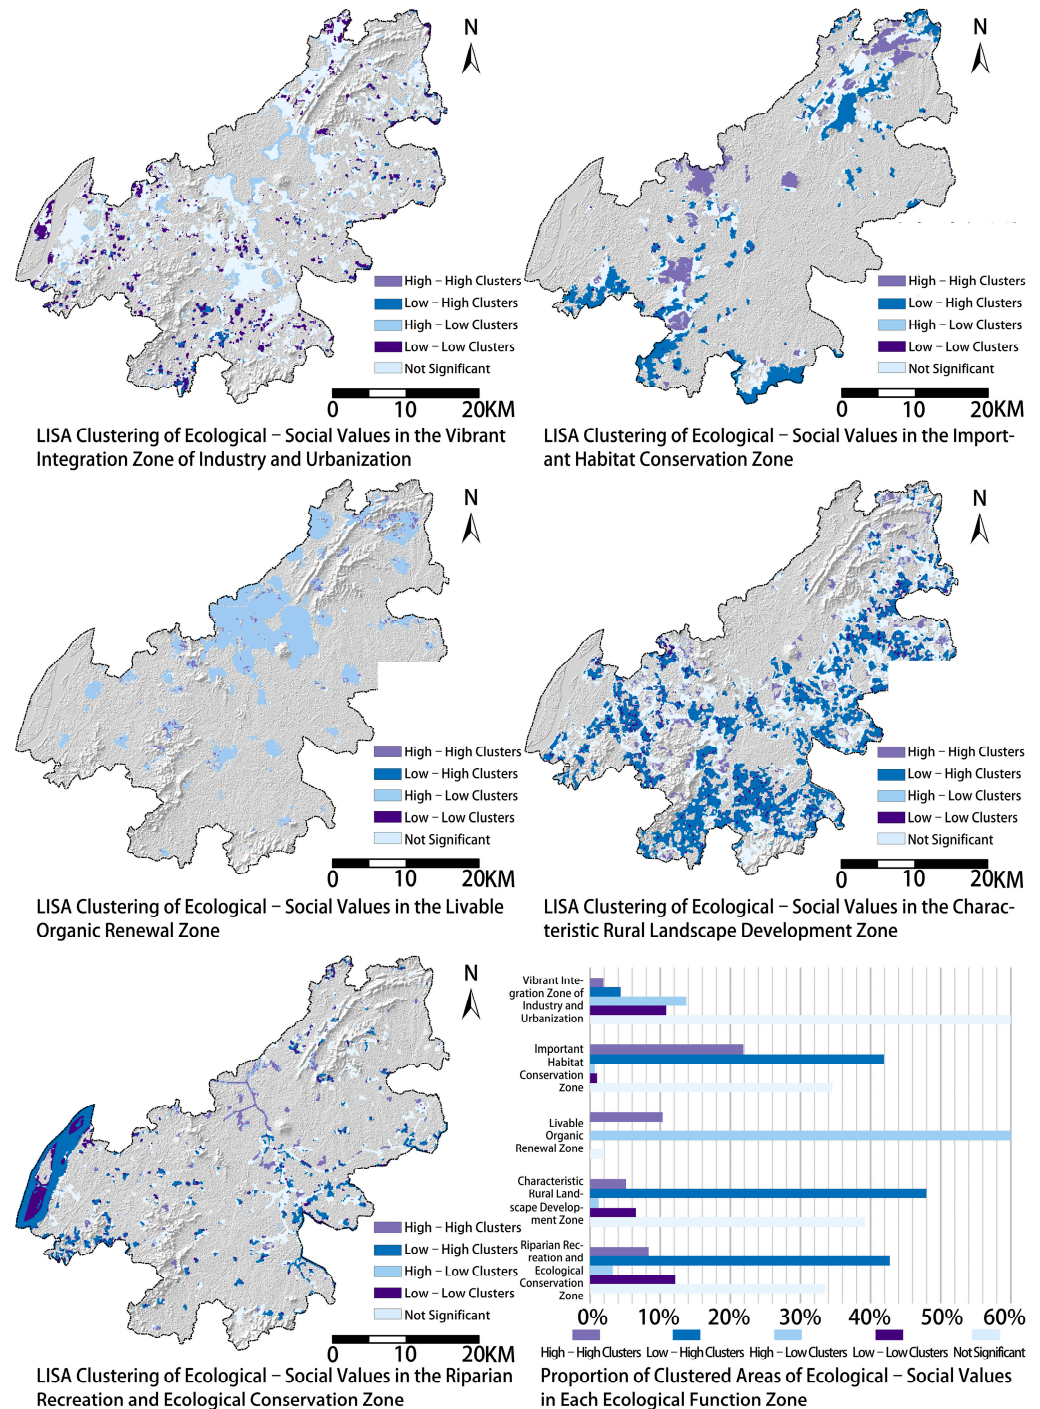 N
High – High Clusters
Low – High Clusters
High – Low Clusters
Low – Low Clusters
Not Significant
0 10 20KM
LISA Clustering of Ecological – Social Values in the Vibrant
Integration Zone of Industry and Urbanization
N
High – High Clusters
Low – High Clusters
High – Low Clusters
Low – Low Clusters
Not Significant
0 10 20KM
LISA Clustering of Ecological – Social Values in the Import-
ant Habitat Conservation Zone
N
High – High Clusters
Low – High Clusters
High – Low Clusters
Low – Low Clusters
Not Significant
0 10 20KM
LISA Clustering of Ecological – Social Values in the Livable
Organic Renewal Zone
N
High – High Clusters
Low – High Clusters
High – Low Clusters
Low – Low Clusters
Not Significant
0 10 20KM
LISA Clustering of Ecological – Social Values in the Charac-
teristic Rural Landscape Development Zone
N
High – High Clusters
Low – High Clusters
High – Low Clusters
Low – Low Clusters
Not Significant
0 10 20KM
LISA Clustering of Ecological – Social Values in the Riparian
Recreation and Ecological Conservation Zone
Vibrant Inte-
gration Zone of
Industry and
Urbanization
Important
Habitat
Conservation
Zone
Livable
Organic
Renewal Zone
Characteristic
Rural Land-
scape Develop-
ment Zone
Riparian Rec-
reation and
Ecological
Conservation
Zone
0% 10% 20% 30% 40% 50% 60%
High – High Clusters Low – High Clusters High – Low Clusters Low – Low Clusters Not Significant
Proportion of Clustered Areas of Ecological – Social Values
in Each Ecological Function Zone